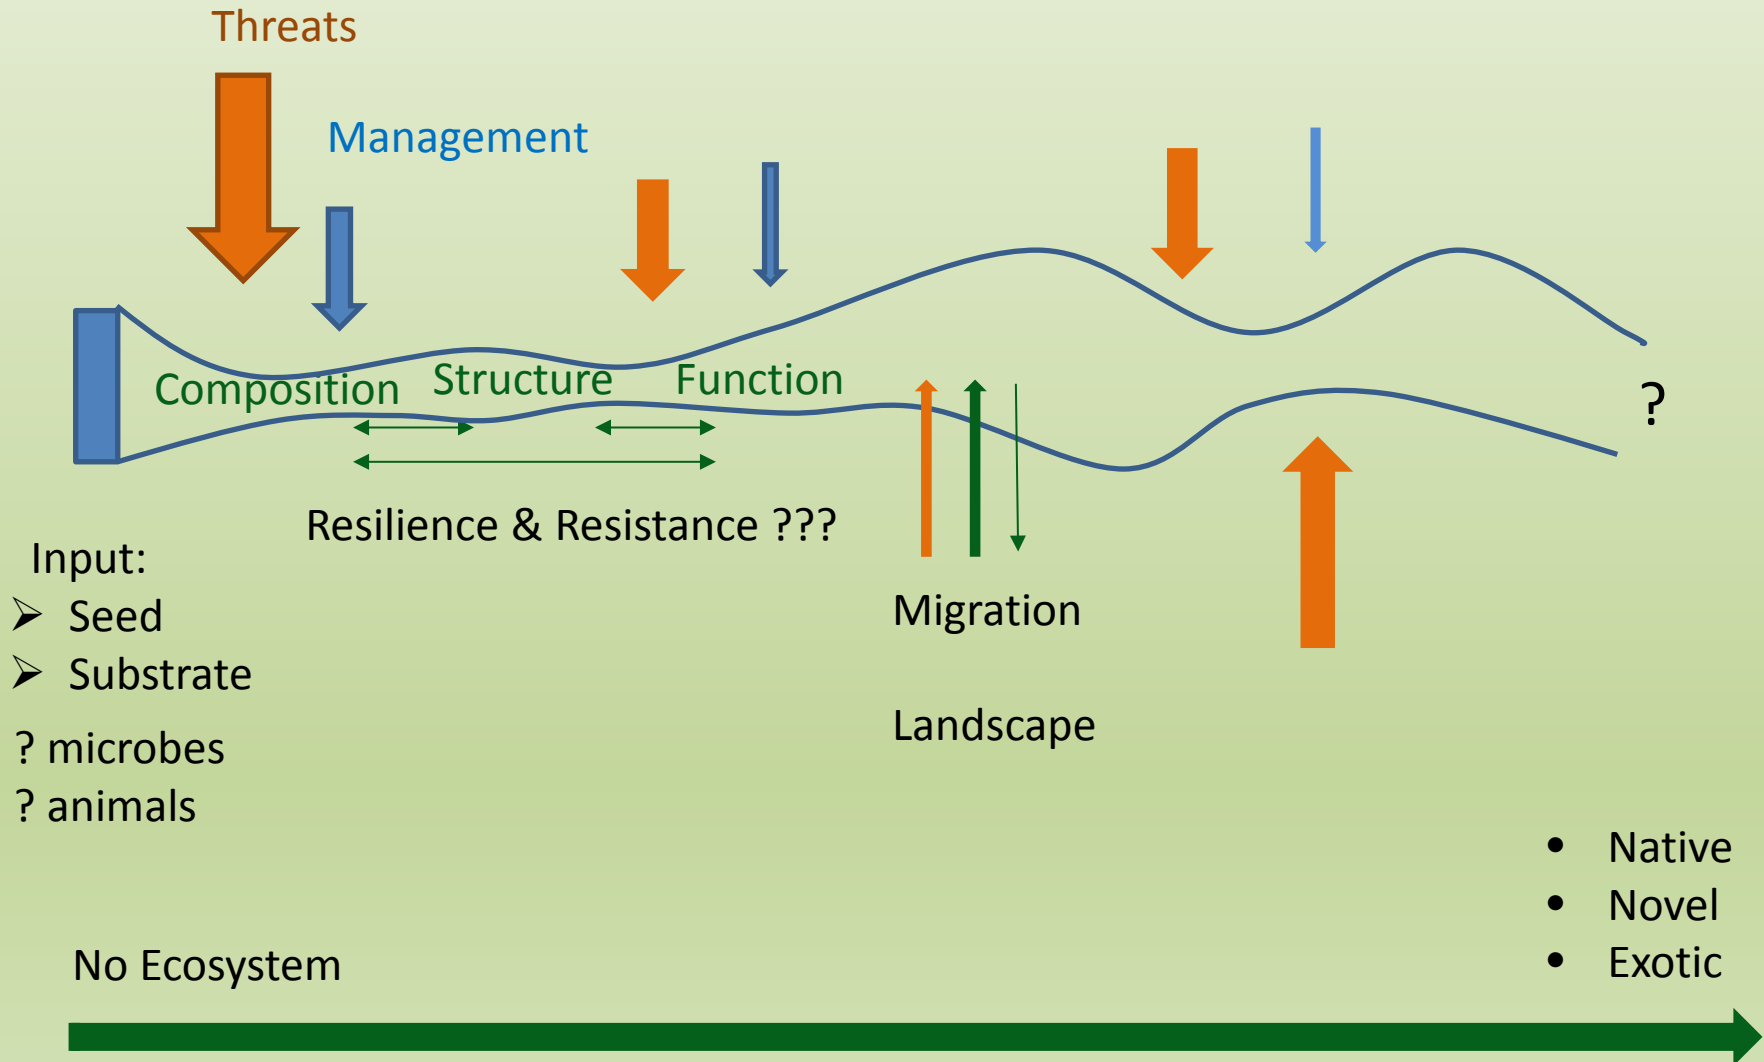 Threats
Management
Composition
Structure
Function
?
Resilience & Resistance ???
Input:
➢ Seed
➢ Substrate
? microbes
? animals
Migration
Landscape
• Native
• Novel
• Exotic
No Ecosystem